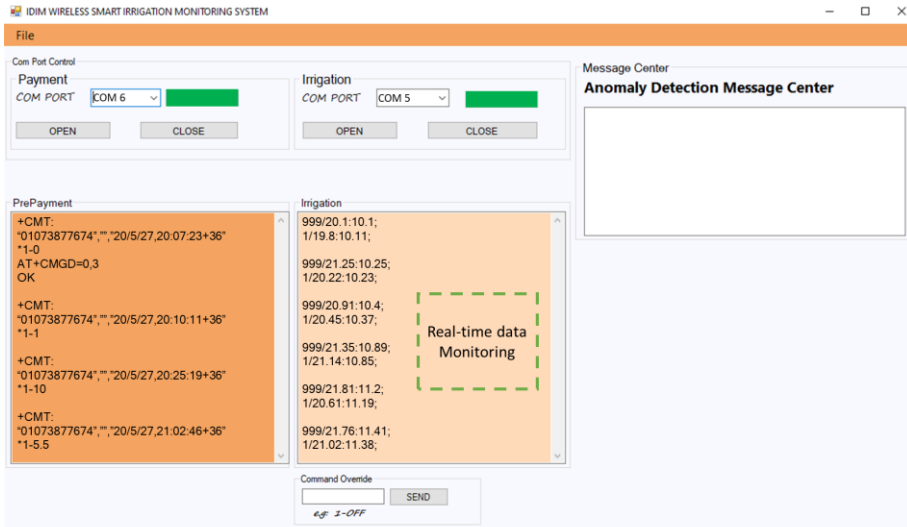 IDIM WIRELESS SMART IRRIGATION MONITORING SYSTEM
File
Com Port Control
Payment
COM PORT COM 6
OPEN CLOSE
Irrigation
COM PORT COM 5
OPEN CLOSE
Message Center
Anomaly Detection Message Center
PrePayment
+CMT:
“01073877674”,””,”20/5/27,20:07:23+36”
*1-0
AT+CMGD=0,3
OK
+CMT:
“01073877674”,””,”20/5/27,20:10:11+36”
*1-1
+CMT:
“01073877674”,””,”20/5/27,20:25:19+36”
*1-10
+CMT:
“01073877674”,””,”20/5/27,21:02:46+36”
*1-5.5
Irrigation
999/20.1:10.1;
1/19.8:10.11;
999/21.25:10.25;
1/20.22:10.23;
999/20.91:10.4;
1/20.45:10.37;
999/21.35:10.89;
1/21.14:10.85;
999/21.81:11.2;
1/20.61:11.19;
999/21.76:11.41;
1/21.02:11.38;
Real-time data
Monitoring
Command Override
SEND
eg: 1-OFF